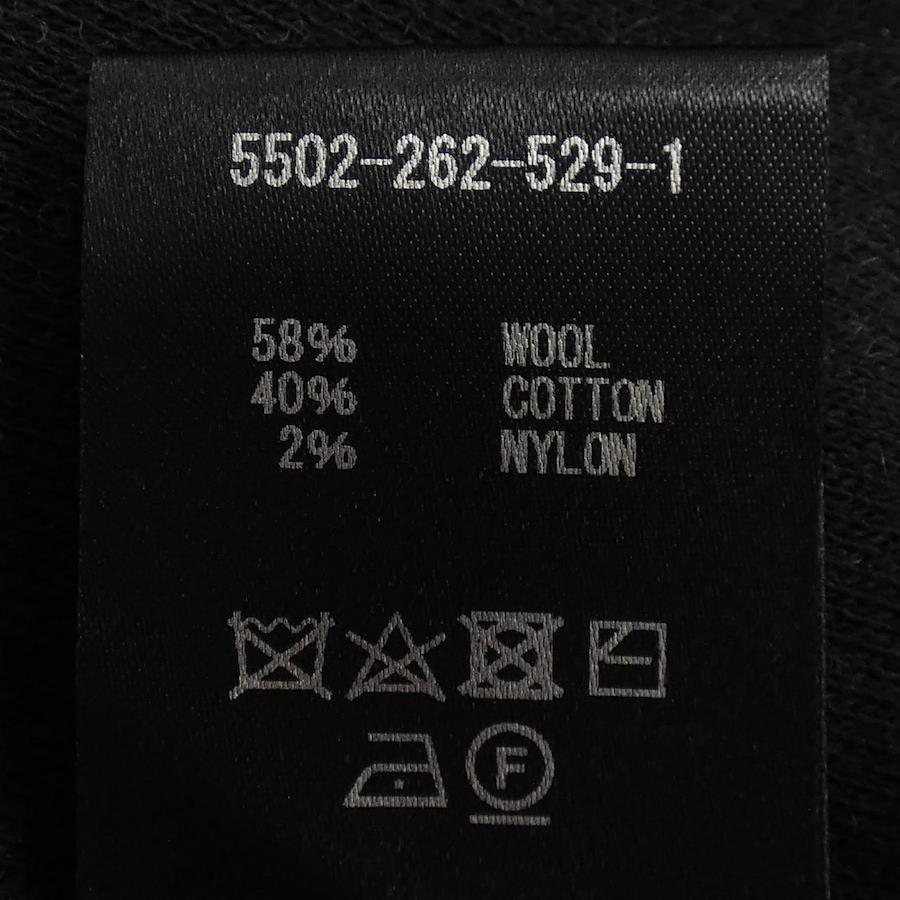 5502-262-529-1
58% WOOL
40% COTTON
2% NYLON
F